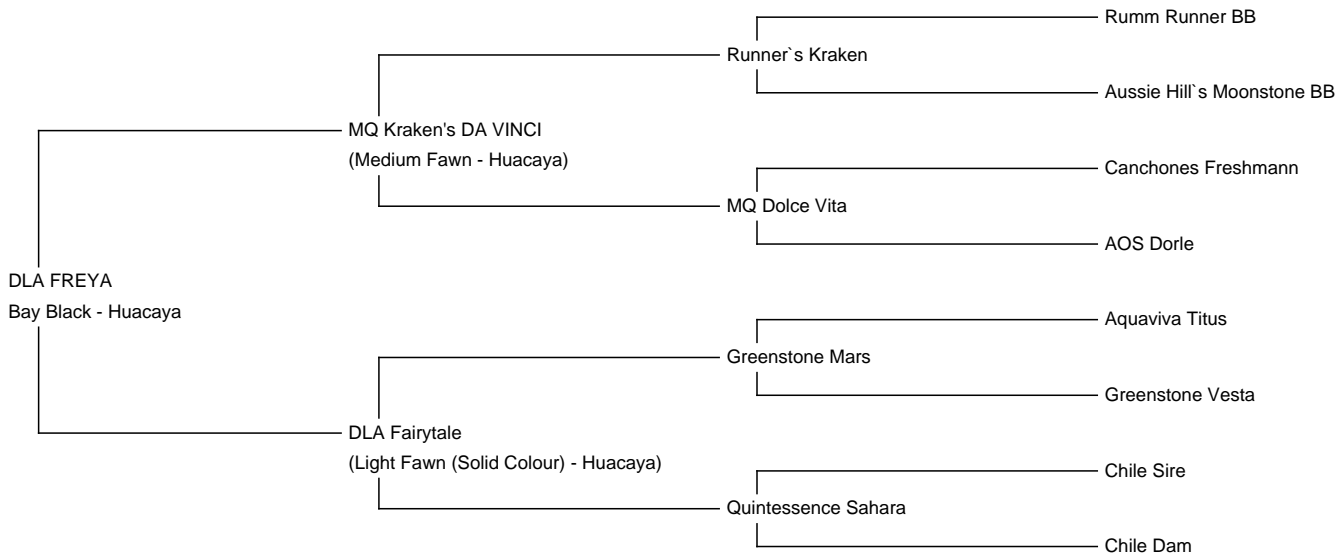 Rumm Runner BB
Runner`s Kraken
Aussie Hill`s Moonstone BB
MQ Kraken's DA VINCI
(Medium Fawn - Huacaya)
Canchones Freshmann
MQ Dolce Vita
AOS Dorle
DLA FREYA
Bay Black - Huacaya
Aquaviva Titus
Greenstone Mars
Greenstone Vesta
DLA Fairytale
(Light Fawn (Solid Colour) - Huacaya)
Chile Sire
Quintessence Sahara
Chile Dam